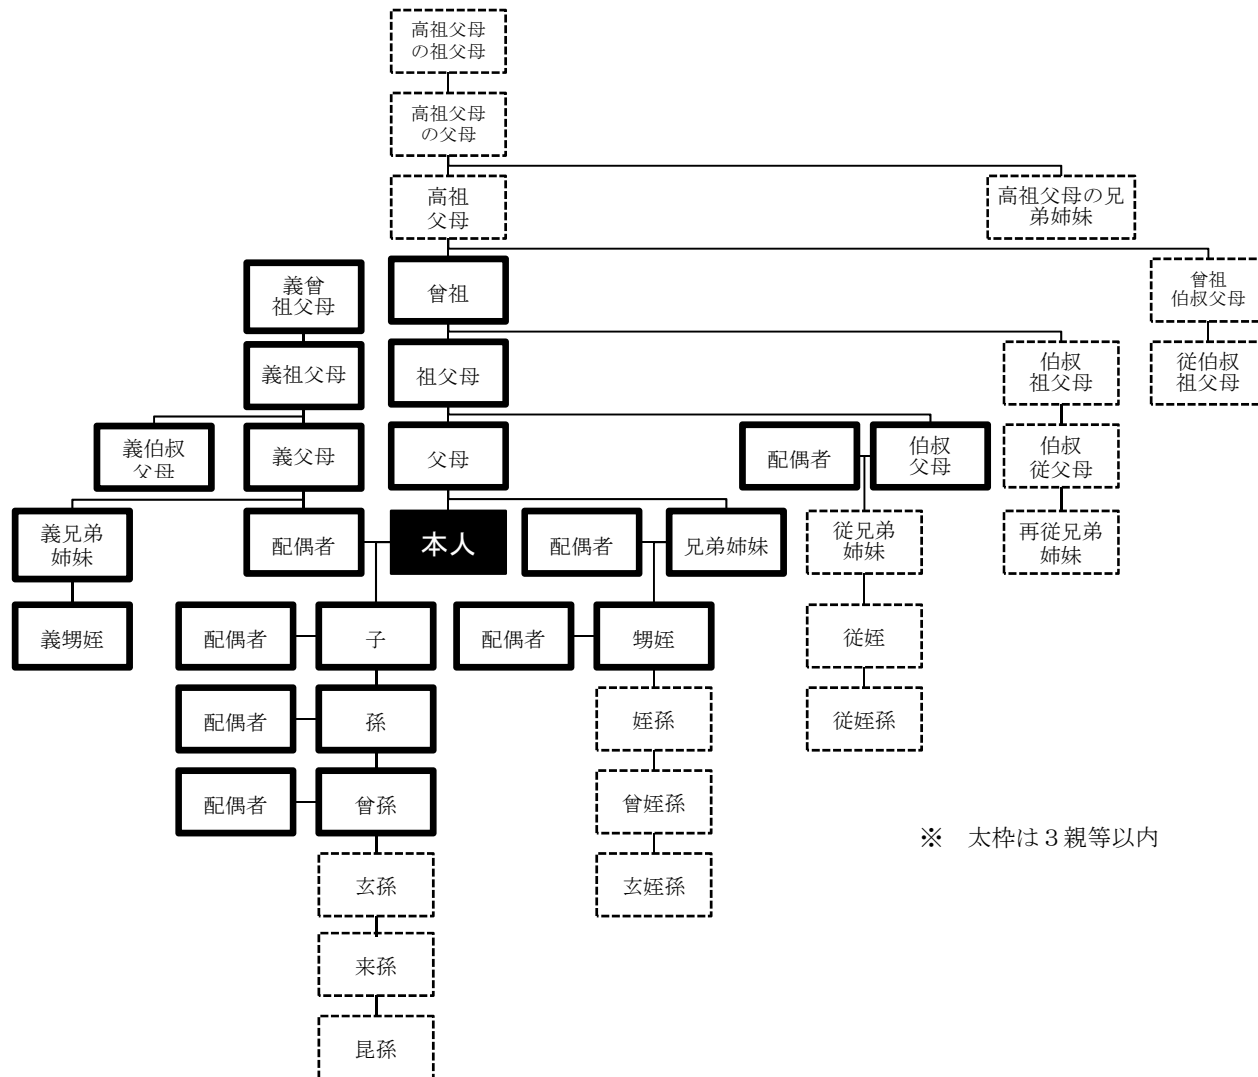 高祖父母
の祖父母
高祖父母
の父母
高祖
父母
高祖父母の兄
弟姉妹
義曾
祖父母
曾祖
曾祖
伯叔父母
義祖父母
祖父母
伯叔
祖父母
従伯叔
祖父母
義伯叔
父母
義父母
父母
配偶者
伯叔
父母
伯叔
従父母
義兄弟
姉妹
配偶者
本人
配偶者
兄弟姉妹
従兄弟
姉妹
再従兄弟
姉妹
義甥姪
配偶者
子
配偶者
甥姪
従姪
配偶者
孫
姪孫
従姪孫
配偶者
曾孫
曾姪孫
※　太枠は３親等以内
玄孫
玄姪孫
来孫
昆孫